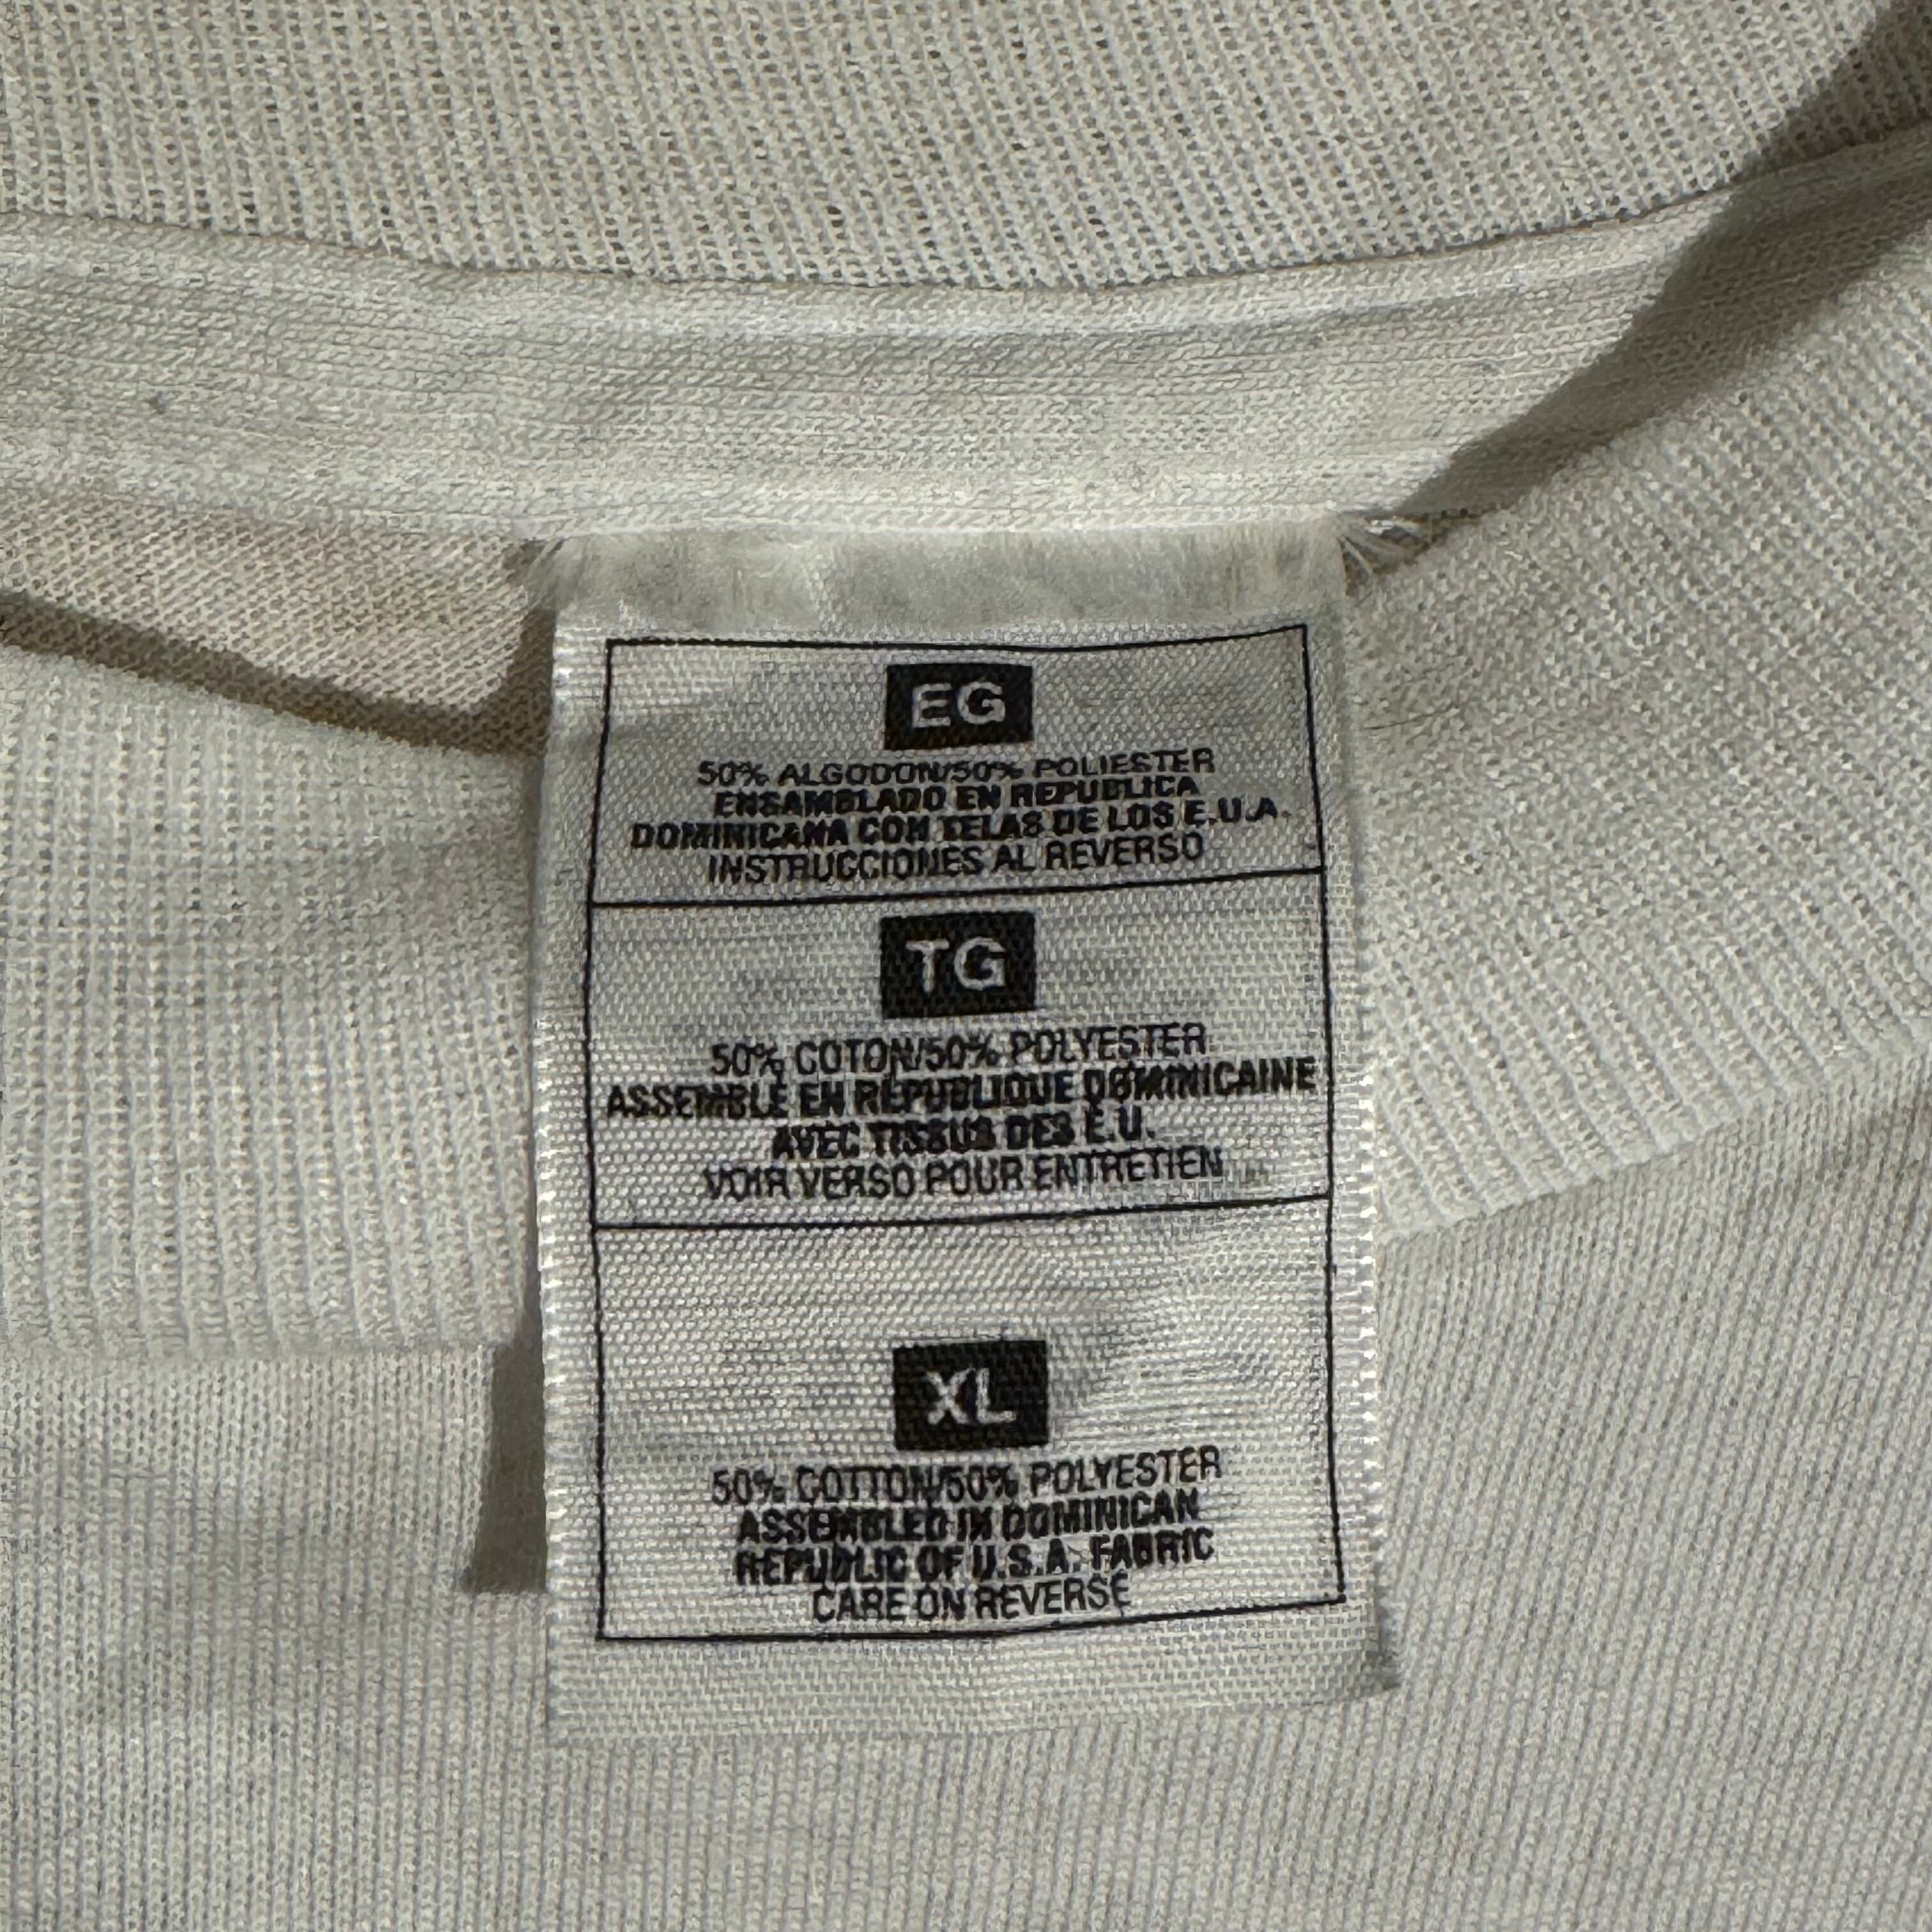 EG
50% ALGODON/50% POLIESTER
ENSAMBLADO EN REPUBLICA
DOMINICANA CON TELAS DE LOS E.U.A.
INSTRUCCIONES AL REVERSO
TG
50% COTON/50% POLYESTER
ASSEMBLE EN REPUBLIQUE DOMINICAINE
AVEC TISSUS DES E.U.
VOIR VERSO POUR ENTRETIEN
XL
50% COTTON/50% POLYESTER
ASSEMBLED IN DOMINICAN
REPUBLIC OF U.S.A. FABRIC
CARE ON REVERSE